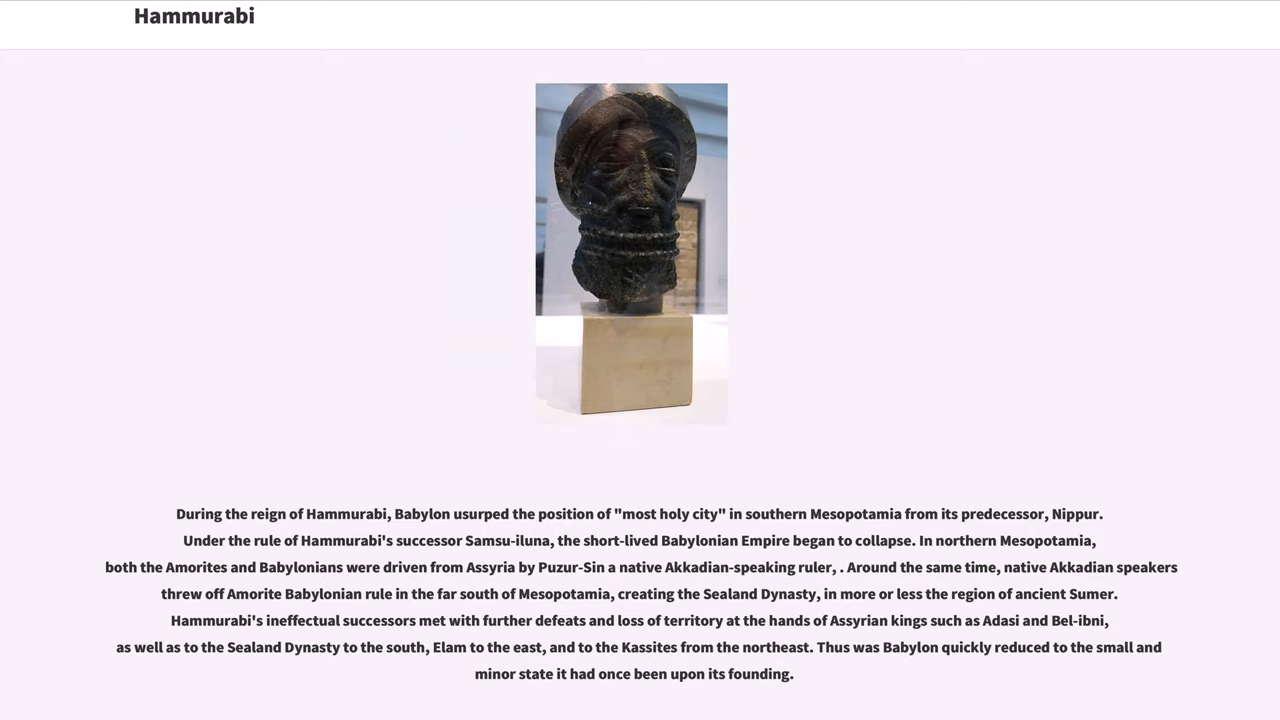 Hammurabi
During the reign of Hammurabi, Babylon usurped the position of "most holy city" in southern Mesopotamia from its predecessor, Nippur.
Under the rule of Hammurabi's successor Samsu-iluna, the short-lived Babylonian Empire began to collapse. In northern Mesopotamia,
both the Amorites and Babylonians were driven from Assyria by Puzur-Sin a native Akkadian-speaking ruler, . Around the same time, native Akkadian speakers
threw off Amorite Babylonian rule in the far south of Mesopotamia, creating the Sealand Dynasty, in more or less the region of ancient Sumer.
Hammurabi's ineffectual successors met with further defeats and loss of territory at the hands of Assyrian kings such as Adasi and Bel-ibni,
as well as to the Sealand Dynasty to the south, Elam to the east, and to the Kassites from the northeast. Thus was Babylon quickly reduced to the small and
minor state it had once been upon its founding.